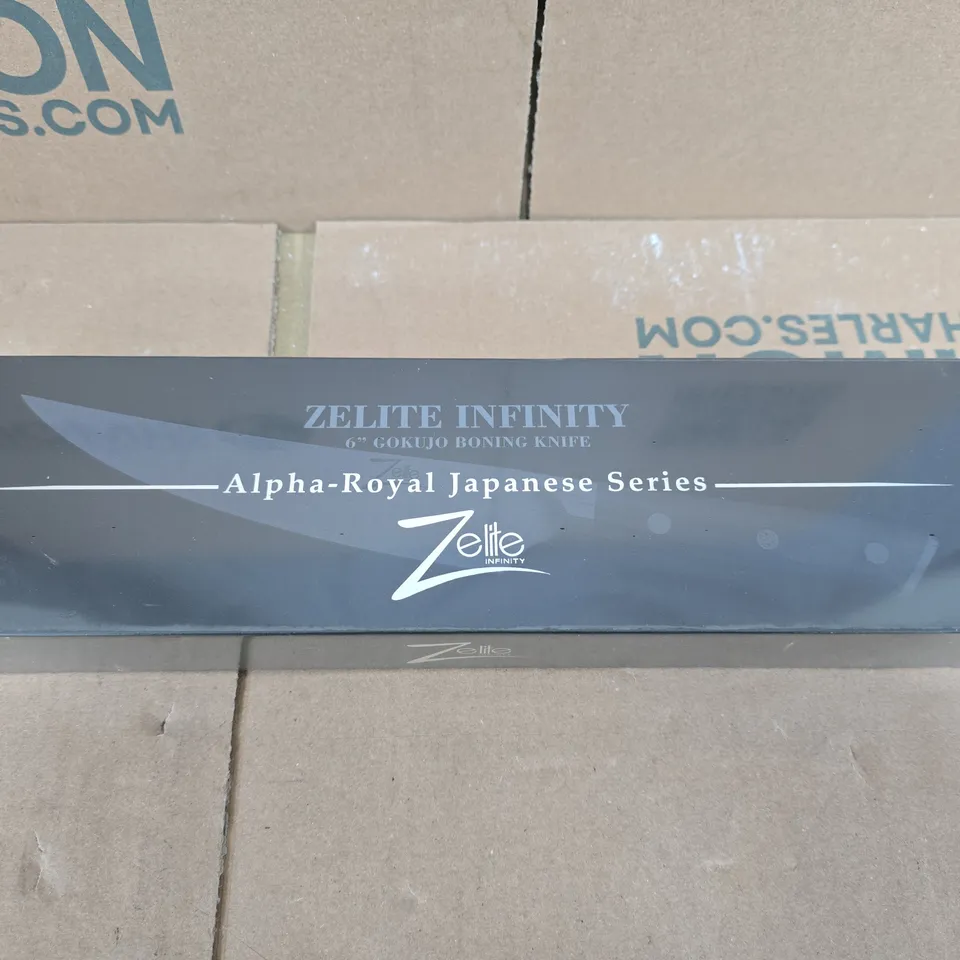 ON
S.COM
HARLES.COM
ZELITE INFINITY
6" GOKUJO BONING KNIFE
Zelite
Alpha-Royal Japanese Series
Zelite
INFINITY
Zelite